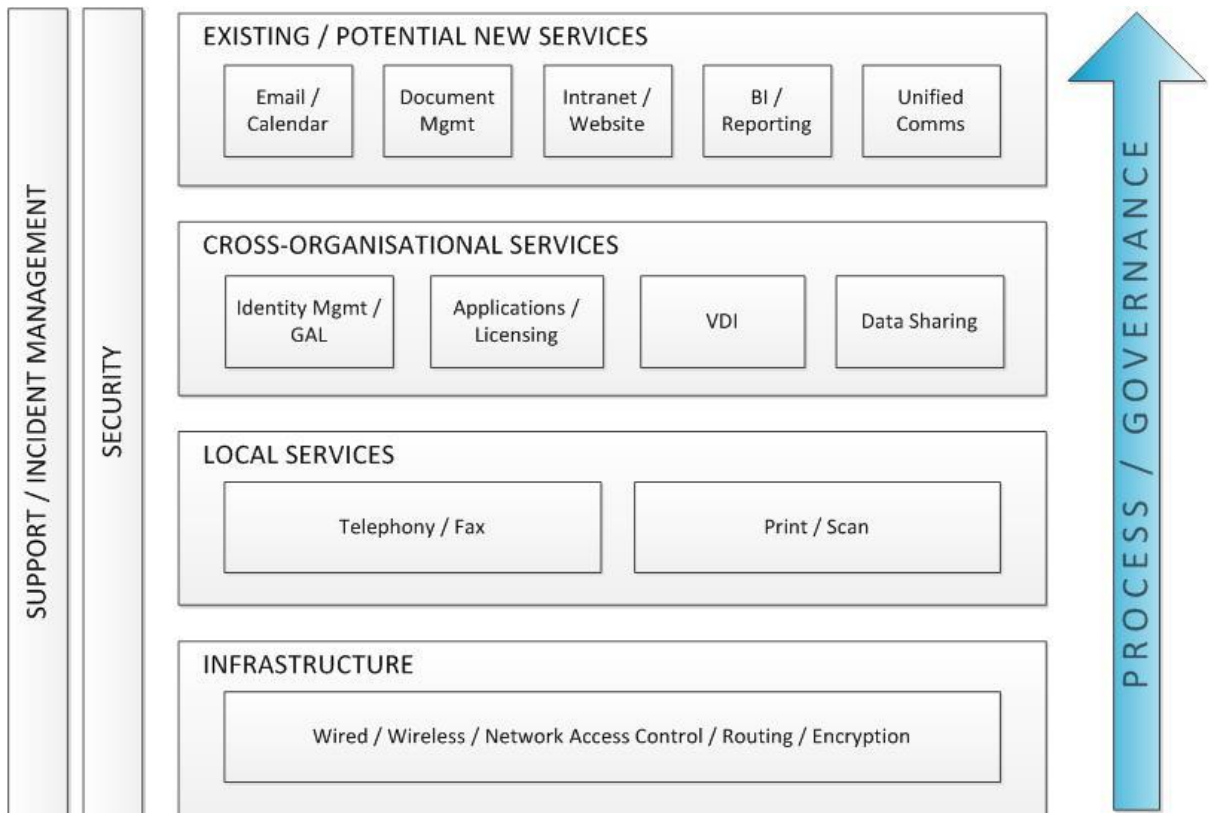 SUPPORT / INCIDENT MANAGEMENT
SECURITY
EXISTING / POTENTIAL NEW SERVICES
Email /
Calendar
Document
Mgmt
Intranet /
Website
BI /
Reporting
Unified
Comms
CROSS-ORGANISATIONAL SERVICES
Identity Mgmt /
GAL
Applications /
Licensing
VDI
Data Sharing
LOCAL SERVICES
Telephony / Fax
Print / Scan
INFRASTRUCTURE
Wired / Wireless / Network Access Control / Routing / Encryption
PROCESS / GOVERNANCE